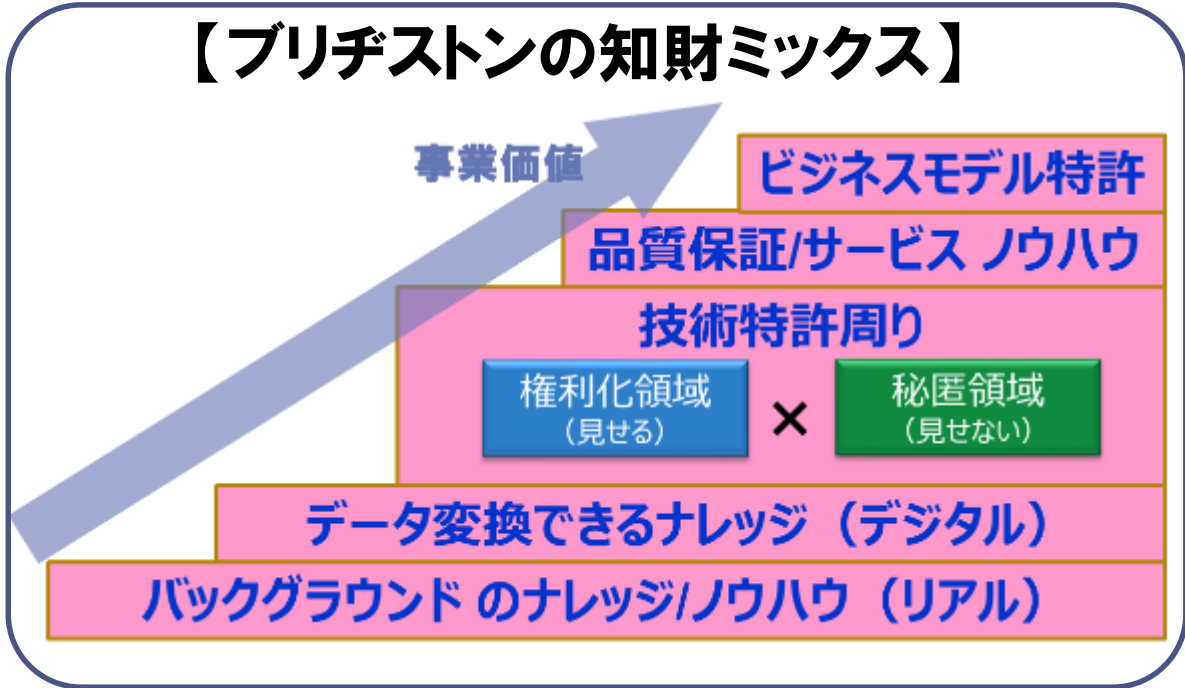 【ブリヂストンの知財ミックス】
事業価値
ビジネスモデル特許
品質保証/サービス ノウハウ
技術特許周り
権利化領域
（見せる）
×
秘匿領域
（見せない）
データ変換できるナレッジ（デジタル）
バックグラウンド のナレッジ/ノウハウ（リアル）